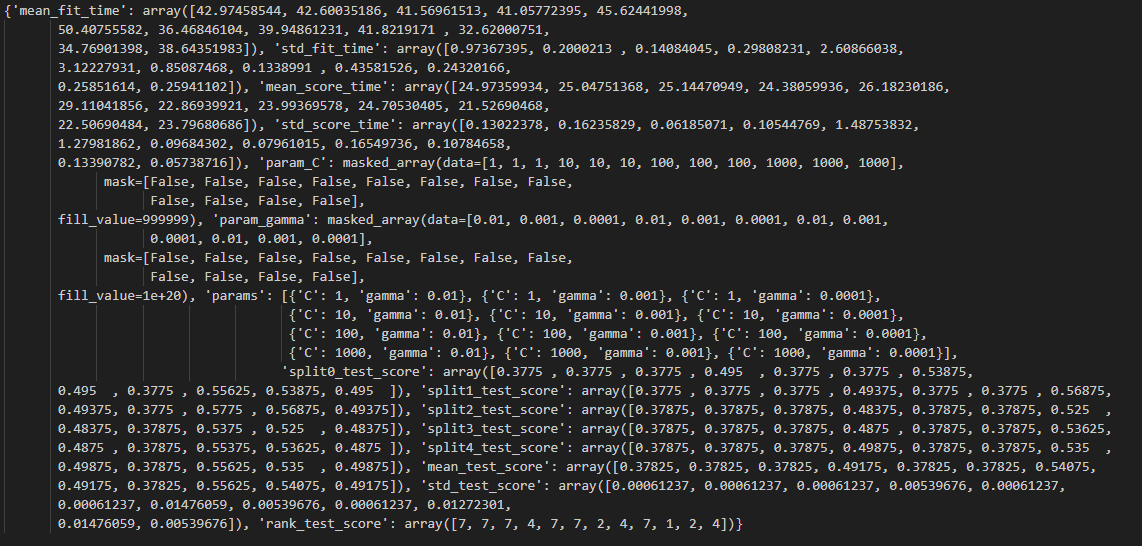 {'mean_fit_time': array([42.97458544, 42.60035186, 41.56961513, 41.05772395, 45.62441998,
50.40755582, 36.46846104, 39.94861231, 41.8219171 , 32.62000751,
34.76901398, 38.64351983]), 'std_fit_time': array([0.97367395, 0.2000213 , 0.14084045, 0.29808231, 2.60866038,
3.12227931, 0.85087468, 0.1338991 , 0.43581526, 0.24320166,
0.25851614, 0.25941102]), 'mean_score_time': array([24.97359934, 25.04751368, 25.14470949, 24.38059936, 26.18230186,
29.11041856, 22.86939921, 23.99369578, 24.70530405, 21.52690468,
22.50690484, 23.79680686]), 'std_score_time': array([0.13022378, 0.16235829, 0.06185071, 0.10544769, 1.48753832,
1.27981862, 0.09684302, 0.07961015, 0.16549736, 0.10784658,
0.13390782, 0.05738716]), 'param_C': masked_array(data=[1, 1, 1, 10, 10, 10, 100, 100, 100, 1000, 1000, 1000],
mask=[False, False, False, False, False, False, False, False,
False, False, False, False],
fill_value=999999), 'param_gamma': masked_array(data=[0.01, 0.001, 0.0001, 0.01, 0.001, 0.0001, 0.01, 0.001,
0.0001, 0.01, 0.001, 0.0001],
mask=[False, False, False, False, False, False, False, False,
False, False, False, False],
fill_value=1e+20), 'params': [{'C': 1, 'gamma': 0.01}, {'C': 1, 'gamma': 0.001}, {'C': 1, 'gamma': 0.0001},
{'C': 10, 'gamma': 0.01}, {'C': 10, 'gamma': 0.001}, {'C': 10, 'gamma': 0.0001},
{'C': 100, 'gamma': 0.01}, {'C': 100, 'gamma': 0.001}, {'C': 100, 'gamma': 0.0001},
{'C': 1000, 'gamma': 0.01}, {'C': 1000, 'gamma': 0.001}, {'C': 1000, 'gamma': 0.0001}],
'split0_test_score': array([0.3775 , 0.3775 , 0.3775 , 0.495 , 0.3775 , 0.3775 , 0.53875,
0.495 , 0.3775 , 0.55625, 0.53875, 0.495 ]), 'split1_test_score': array([0.3775 , 0.3775 , 0.3775 , 0.49375, 0.3775 , 0.3775 , 0.56875,
0.49375, 0.3775 , 0.5775 , 0.56875, 0.49375]), 'split2_test_score': array([0.37875, 0.37875, 0.37875, 0.48375, 0.37875, 0.37875, 0.525 ,
0.48375, 0.37875, 0.5375 , 0.525 , 0.48375]), 'split3_test_score': array([0.37875, 0.37875, 0.37875, 0.4875 , 0.37875, 0.37875, 0.53625,
0.4875 , 0.37875, 0.55375, 0.53625, 0.4875 ]), 'split4_test_score': array([0.37875, 0.37875, 0.37875, 0.49875, 0.37875, 0.37875, 0.535 ,
0.49875, 0.37875, 0.55625, 0.535 , 0.49875]), 'mean_test_score': array([0.37825, 0.37825, 0.37825, 0.49175, 0.37825, 0.37825, 0.54075,
0.49175, 0.37825, 0.55625, 0.54075, 0.49175]), 'std_test_score': array([0.00061237, 0.00061237, 0.00061237, 0.00539676, 0.00061237,
0.00061237, 0.01476059, 0.00539676, 0.00061237, 0.01272301,
0.01476059, 0.00539676]), 'rank_test_score': array([7, 7, 7, 4, 7, 7, 2, 4, 7, 1, 2, 4])}